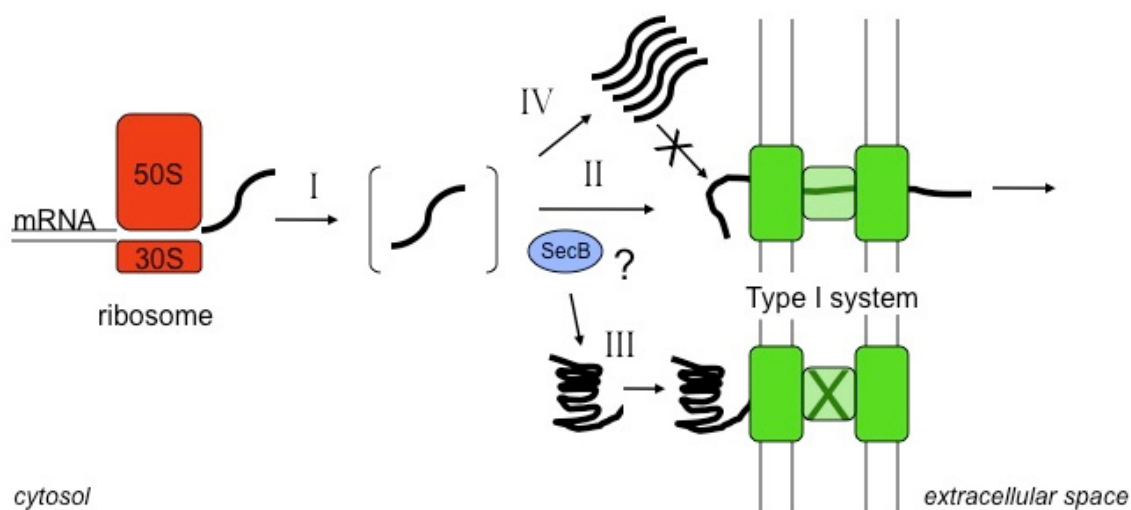 IV
50S
I
II
mRNA
SecB
?
30S
Type I system
ribosome
III
cytosol
extracellular space